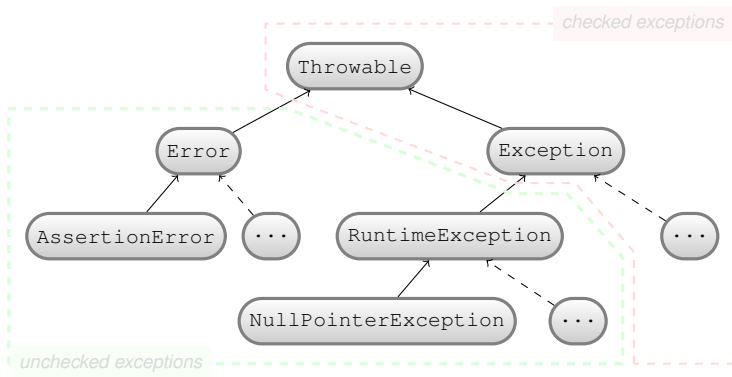 checked exceptions
Throwable
Error
Exception
AssertionError
...
RuntimeException
...
NullPointerException
...
unchecked exceptions